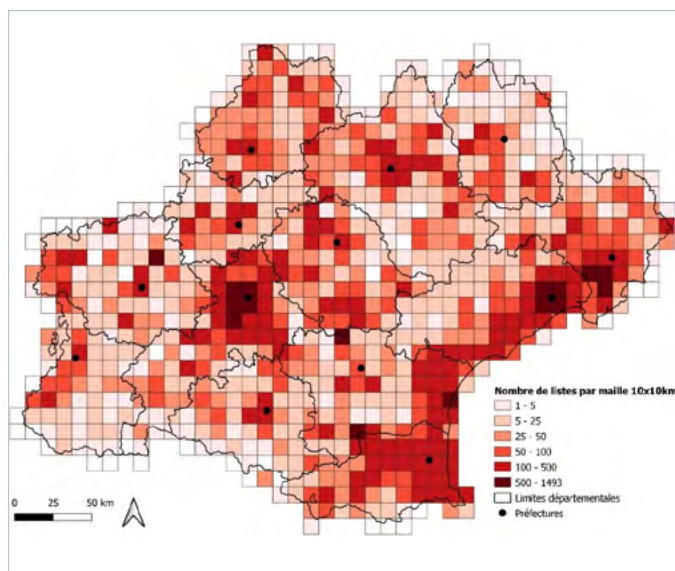 Nombre de listes par maille 10x10km
1 - 5
5 - 25
25 - 50
50 - 100
100 - 500
500 - 1493
Limites départementales
Préfectures
0 25 50 km